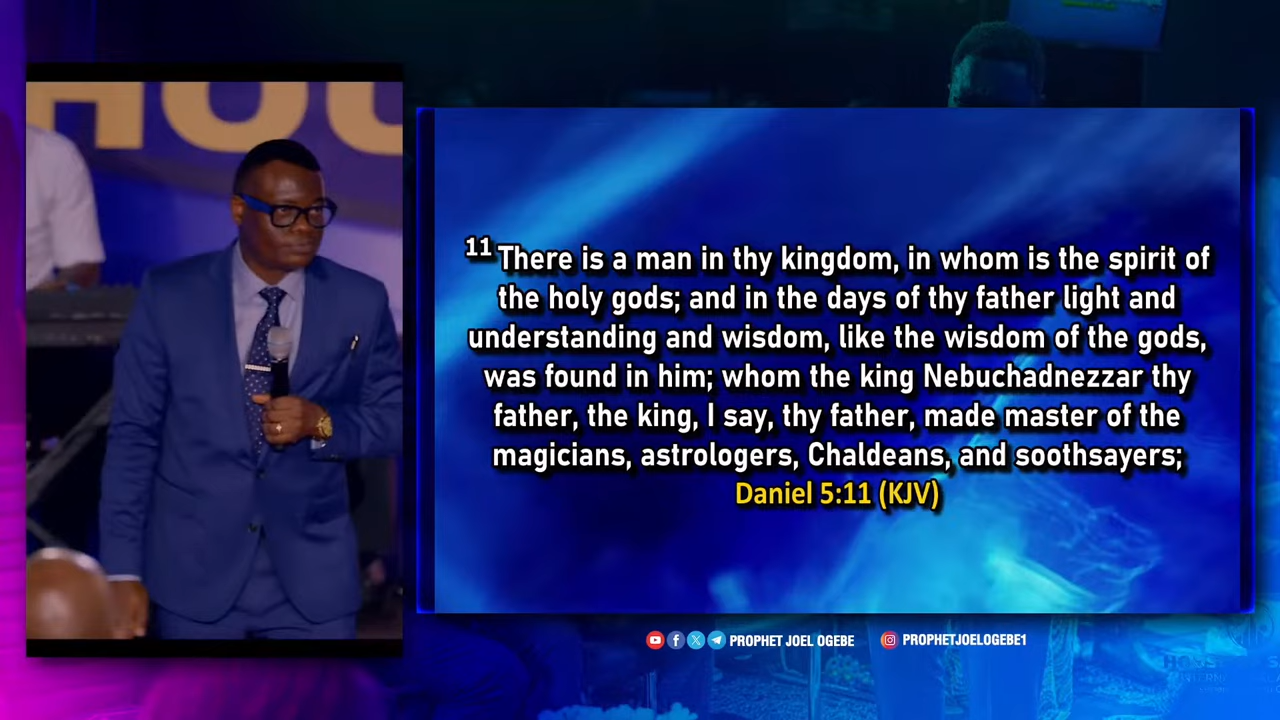 HOU
11 There is a man in thy kingdom, in whom is the spirit of
the holy gods; and in the days of thy father light and
understanding and wisdom, like the wisdom of the gods,
was found in him; whom the king Nebuchadnezzar thy
father, the king, I say, thy father, made master of the
magicians, astrologers, Chaldeans, and soothsayers;
Daniel 5:11 (KJV)
PROPHET JOEL OGEBE PROPHETJOELOGEBE1